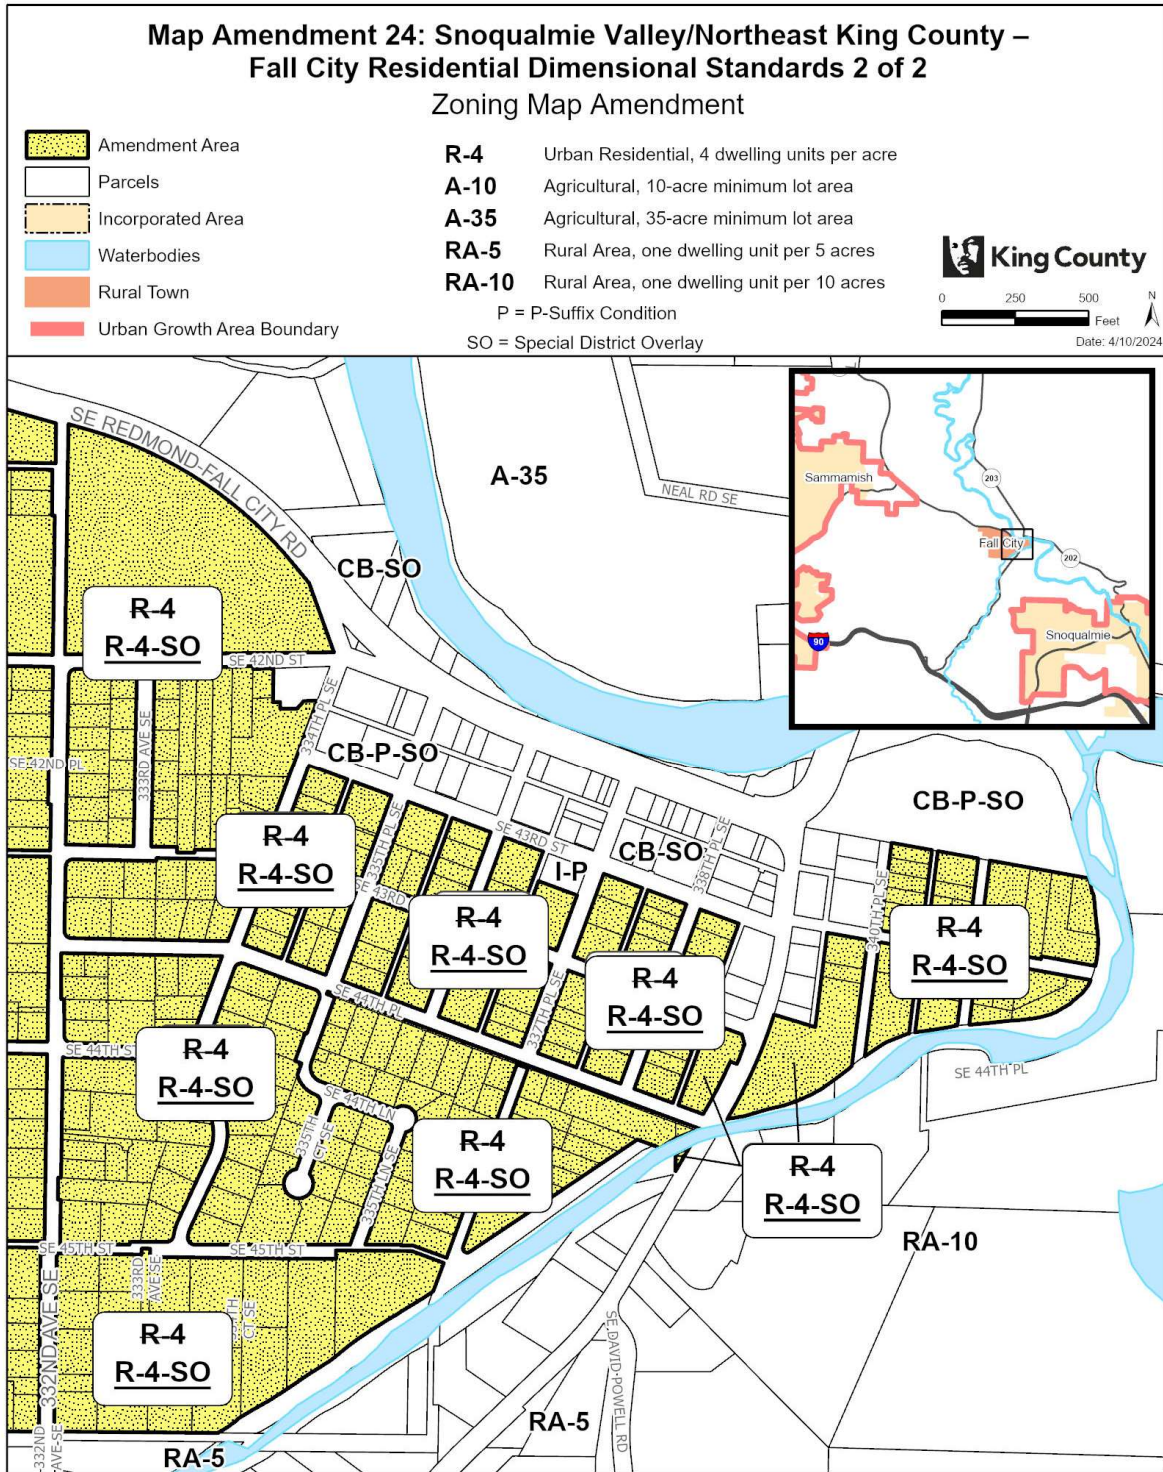 Map Amendment 24: Snoqualmie Valley/Northeast King County –
Fall City Residential Dimensional Standards 2 of 2
Zoning Map Amendment
Amendment Area
Parcels
Incorporated Area
Waterbodies
Rural Town
Urban Growth Area Boundary
R-4 Urban Residential, 4 dwelling units per acre
A-10 Agricultural, 10-acre minimum lot area
A-35 Agricultural, 35-acre minimum lot area
RA-5 Rural Area, one dwelling unit per 5 acres
RA-10 Rural Area, one dwelling unit per 10 acres
P = P-Suffix Condition
SO = Special District Overlay
King County
0 250 500
Feet
N
Date: 4/10/2024
SE REDMOND-FALL CITY RD
A-35
NEAL RD SE
Sammamish
203
Fall City
202
90
Snoqualmie
CB-SO
R-4
R-4-SO
SE 42ND ST
334TH PL SE
SE 42ND PL
333RD AVE SE
CB-P-SO
CB-P-SO
R-4
R-4-SO
335TH PL SE
SE 43RD ST
I-P
CB-SO
338TH PL SE
SE 43RD
R-4
R-4-SO
340TH PL SE
R-4
R-4-SO
R-4
R-4-SO
SE 44TH PL
337TH PL SE
SE 44TH ST
R-4
R-4-SO
SE 44TH LN
335TH
CT SE
335TH LN SE
SE 44TH PL
R-4
R-4-SO
R-4
R-4-SO
RA-10
SE 45TH ST
SE 45TH ST
333RD
AVE SE
CT SE
332ND AVE SE
R-4
R-4-SO
SE DAVID-POWELL RD
RA-5
RA-5
332ND
AVE SE